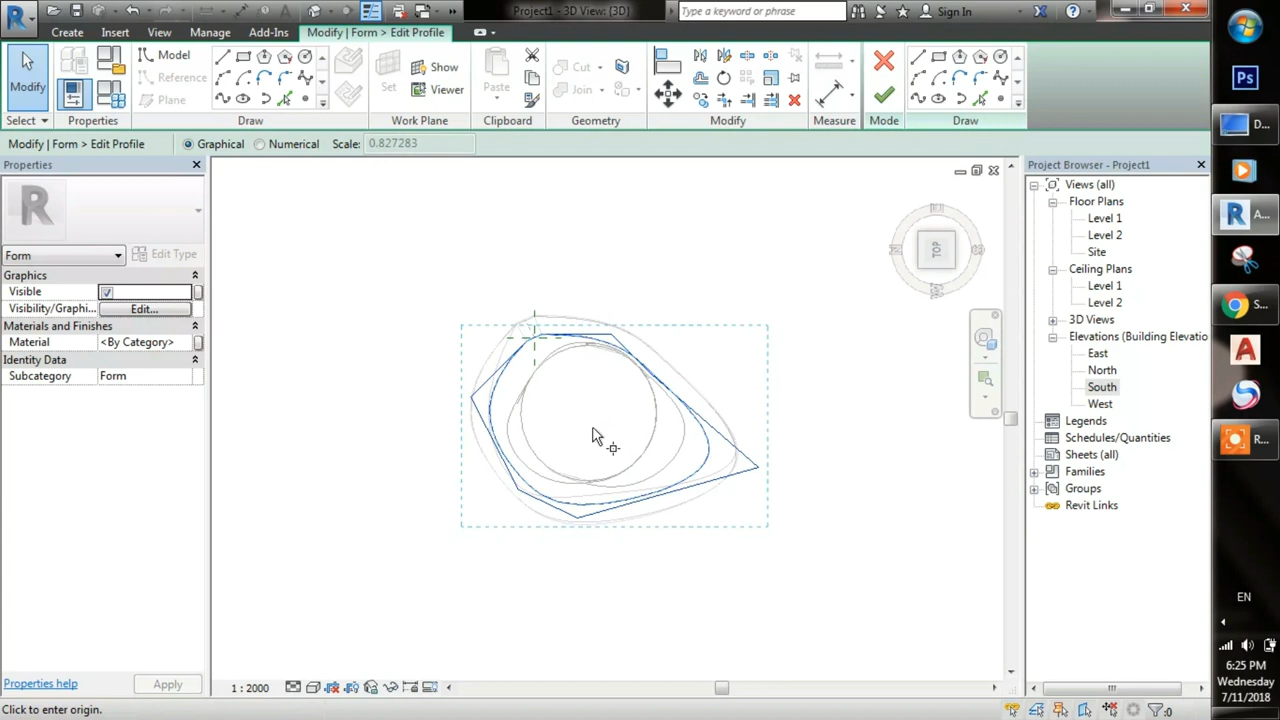 Project1 - 3D View: {3D}
Type a keyword or phrase
Sign In
Create
Insert
View
Manage
Add-Ins
Modify | Form > Edit Profile
Modify
Model
Reference
Plane
Set
Show
Viewer
Paste
Cut
Join
Select
Properties
Draw
Work Plane
Clipboard
Geometry
Modify
Measure
Mode
Draw
Modify | Form > Edit Profile
Graphical
Numerical
Scale:
0.827283
Properties
Form
Edit Type
Graphics
Visible
Visibility/Graphi...
Edit...
Materials and Finishes
Material
<By Category>
Identity Data
Subcategory
Form
Properties help
Apply
TOP
1 : 2000
Click to enter origin.
:0
Project Browser - Project1
Views (all)
Floor Plans
Level 1
Level 2
Site
Ceiling Plans
Level 1
Level 2
3D Views
Elevations (Building Elevatio
East
North
South
West
Legends
Schedules/Quantities
Sheets (all)
Families
Groups
Revit Links
Ps
D...
A...
S...
R...
EN
6:25 PM
Wednesday
7/11/2018